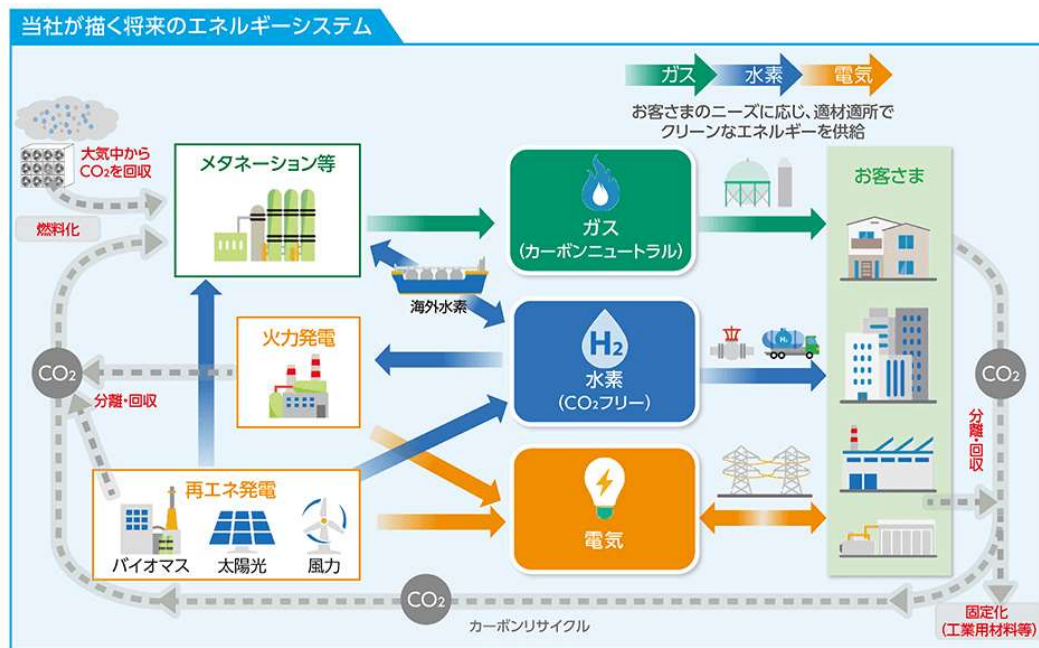 当社が描く将来のエネルギーシステム
ガス
水素
電気
お客さまのニーズに応じ、適材適所で
クリーンなエネルギーを供給
大気中から
CO₂を回収
燃料化
メタネーション等
ガス
(カーボンニュートラル)
お客さま
海外水素
火力発電
H₂
水素
(CO₂フリー)
H₂
CO₂
分離・回収
CO₂
分離・回収
再エネ発電
バイオマス
太陽光
風力
電気
CO₂
カーボンリサイクル
固定化
(工業用材料等)